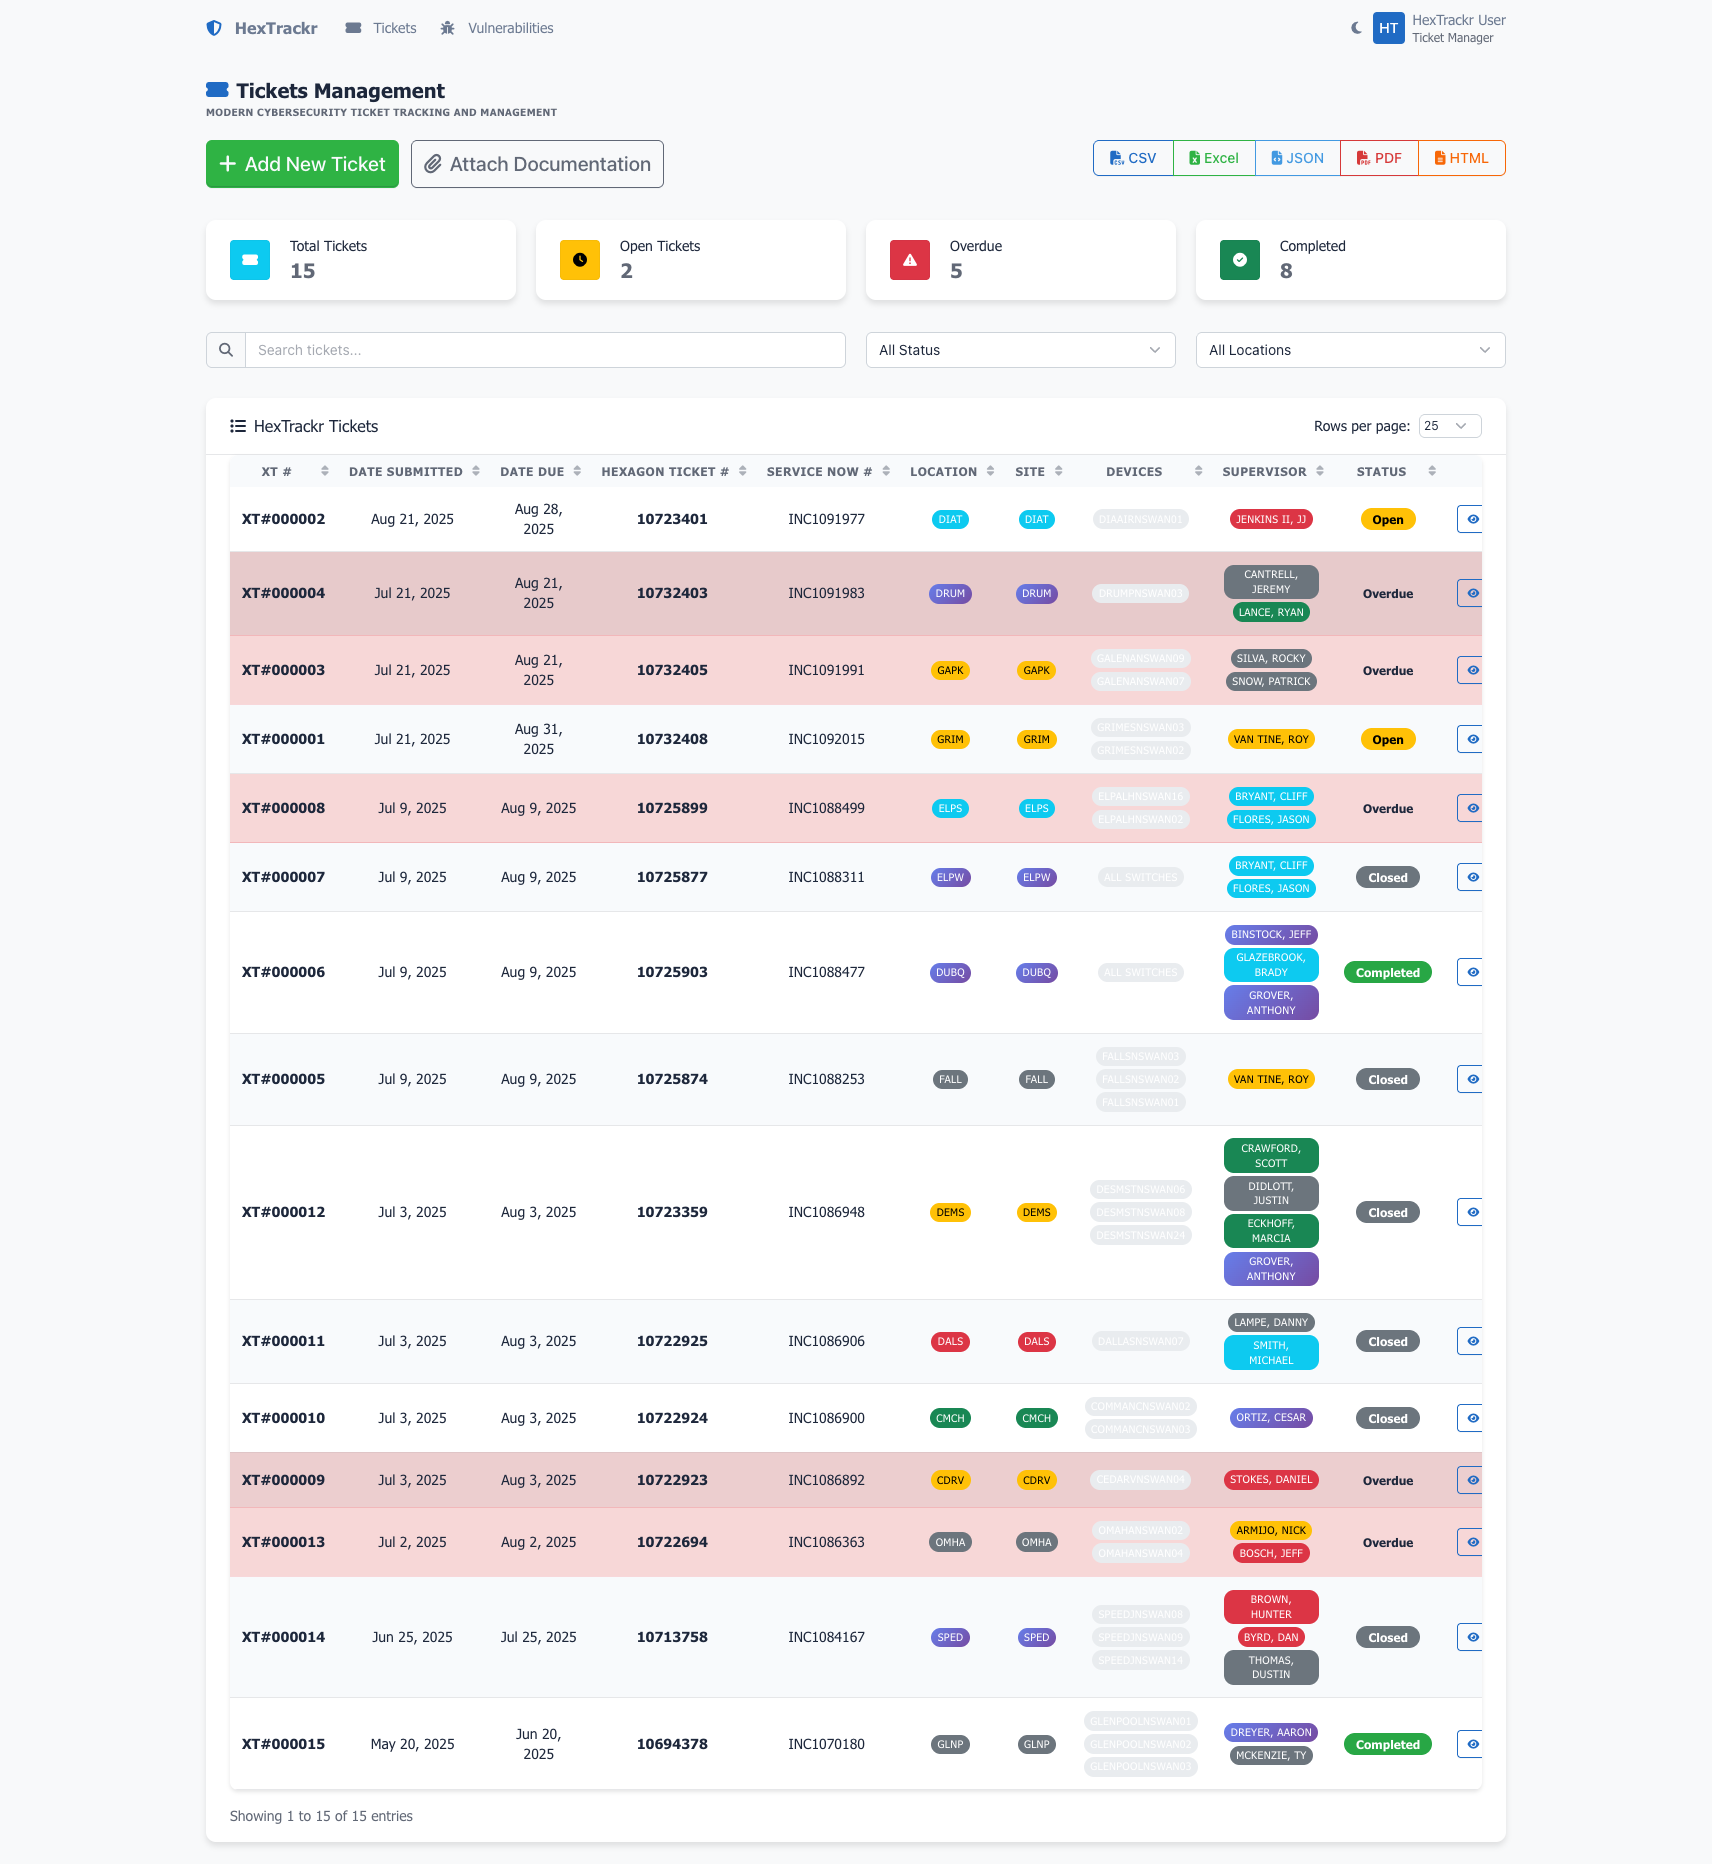 HexTrackr
Tickets
Vulnerabilities
HT
HexTrackr User
Ticket Manager
Tickets Management
MODERN CYBERSECURITY TICKET TRACKING AND MANAGEMENT
Add New Ticket
Attach Documentation
CSV
Excel
JSON
PDF
HTML
Total Tickets
15
Open Tickets
2
Overdue
5
Completed
8
Search tickets...
All Status
All Locations
HexTrackr Tickets
Rows per page: 25
XT # DATE SUBMITTED DATE DUE HEXAGON TICKET # SERVICE NOW # LOCATION SITE DEVICES SUPERVISOR STATUS
XT#000002 Aug 21, 2025 Aug 28, 2025 10723401 INC1091977 DIAT DIAT DIAAIRNSWAN01 JENKINS II, JJ Open
XT#000004 Jul 21, 2025 Aug 21, 2025 10732403 INC1091983 DRUM DRUM DRUMPNSWAN03 CANTRELL, JEREMY LANCE, RYAN Overdue
XT#000003 Jul 21, 2025 Aug 21, 2025 10732405 INC1091991 GAPK GAPK GALENANSWAN09 GALENANSWAN07 SILVA, ROCKY SNOW, PATRICK Overdue
XT#000001 Jul 21, 2025 Aug 31, 2025 10732408 INC1092015 GRIM GRIM GRIMESNSWAN03 GRIMESNSWAN02 VAN TINE, ROY Open
XT#000008 Jul 9, 2025 Aug 9, 2025 10725899 INC1088499 ELPS ELPS ELPALHNSWAN16 ELPALHNSWAN02 BRYANT, CLIFF FLORES, JASON Overdue
XT#000007 Jul 9, 2025 Aug 9, 2025 10725877 INC1088311 ELPW ELPW ALL SWITCHES BRYANT, CLIFF FLORES, JASON Closed
XT#000006 Jul 9, 2025 Aug 9, 2025 10725903 INC1088477 DUBQ DUBQ ALL SWITCHES BINSTOCK, JEFF GLAZEBROOK, BRADY GROVER, ANTHONY Completed
XT#000005 Jul 9, 2025 Aug 9, 2025 10725874 INC1088253 FALL FALL FALLSNSWAN03 FALLSNSWAN02 FALLSNSWAN01 VAN TINE, ROY Closed
XT#000012 Jul 3, 2025 Aug 3, 2025 10723359 INC1086948 DEMS DEMS DESMSTNSWAN06 DESMSTNSWAN08 DESMSTNSWAN24 CRAWFORD, SCOTT DIDLOTT, JUSTIN ECKHOFF, MARCIA GROVER, ANTHONY Closed
XT#000011 Jul 3, 2025 Aug 3, 2025 10722925 INC1086906 DALS DALS DALLASNSWAN07 LAMPE, DANNY SMITH, MICHAEL Closed
XT#000010 Jul 3, 2025 Aug 3, 2025 10722924 INC1086900 CMCH CMCH COMMANCNSWAN02 COMMANCNSWAN03 ORTIZ, CESAR Closed
XT#000009 Jul 3, 2025 Aug 3, 2025 10722923 INC1086892 CDRV CDRV CEDARVNSWAN04 STOKES, DANIEL Overdue
XT#000013 Jul 2, 2025 Aug 2, 2025 10722694 INC1086363 OMHA OMHA OMAHANSWAN02 OMAHANSWAN04 ARMIJO, NICK BOSCH, JEFF Overdue
XT#000014 Jun 25, 2025 Jul 25, 2025 10713758 INC1084167 SPED SPED SPEEDJNSWAN08 SPEEDJNSWAN09 SPEEDJNSWAN14 BROWN, HUNTER BYRD, DAN THOMAS, DUSTIN Closed
XT#000015 May 20, 2025 Jun 20, 2025 10694378 INC1070180 GLNP GLNP GLENPOOLNSWAN01 GLENPOOLNSWAN02 GLENPOOLNSWAN03 DREYER, AARON MCKENZIE, TY Completed
Showing 1 to 15 of 15 entries